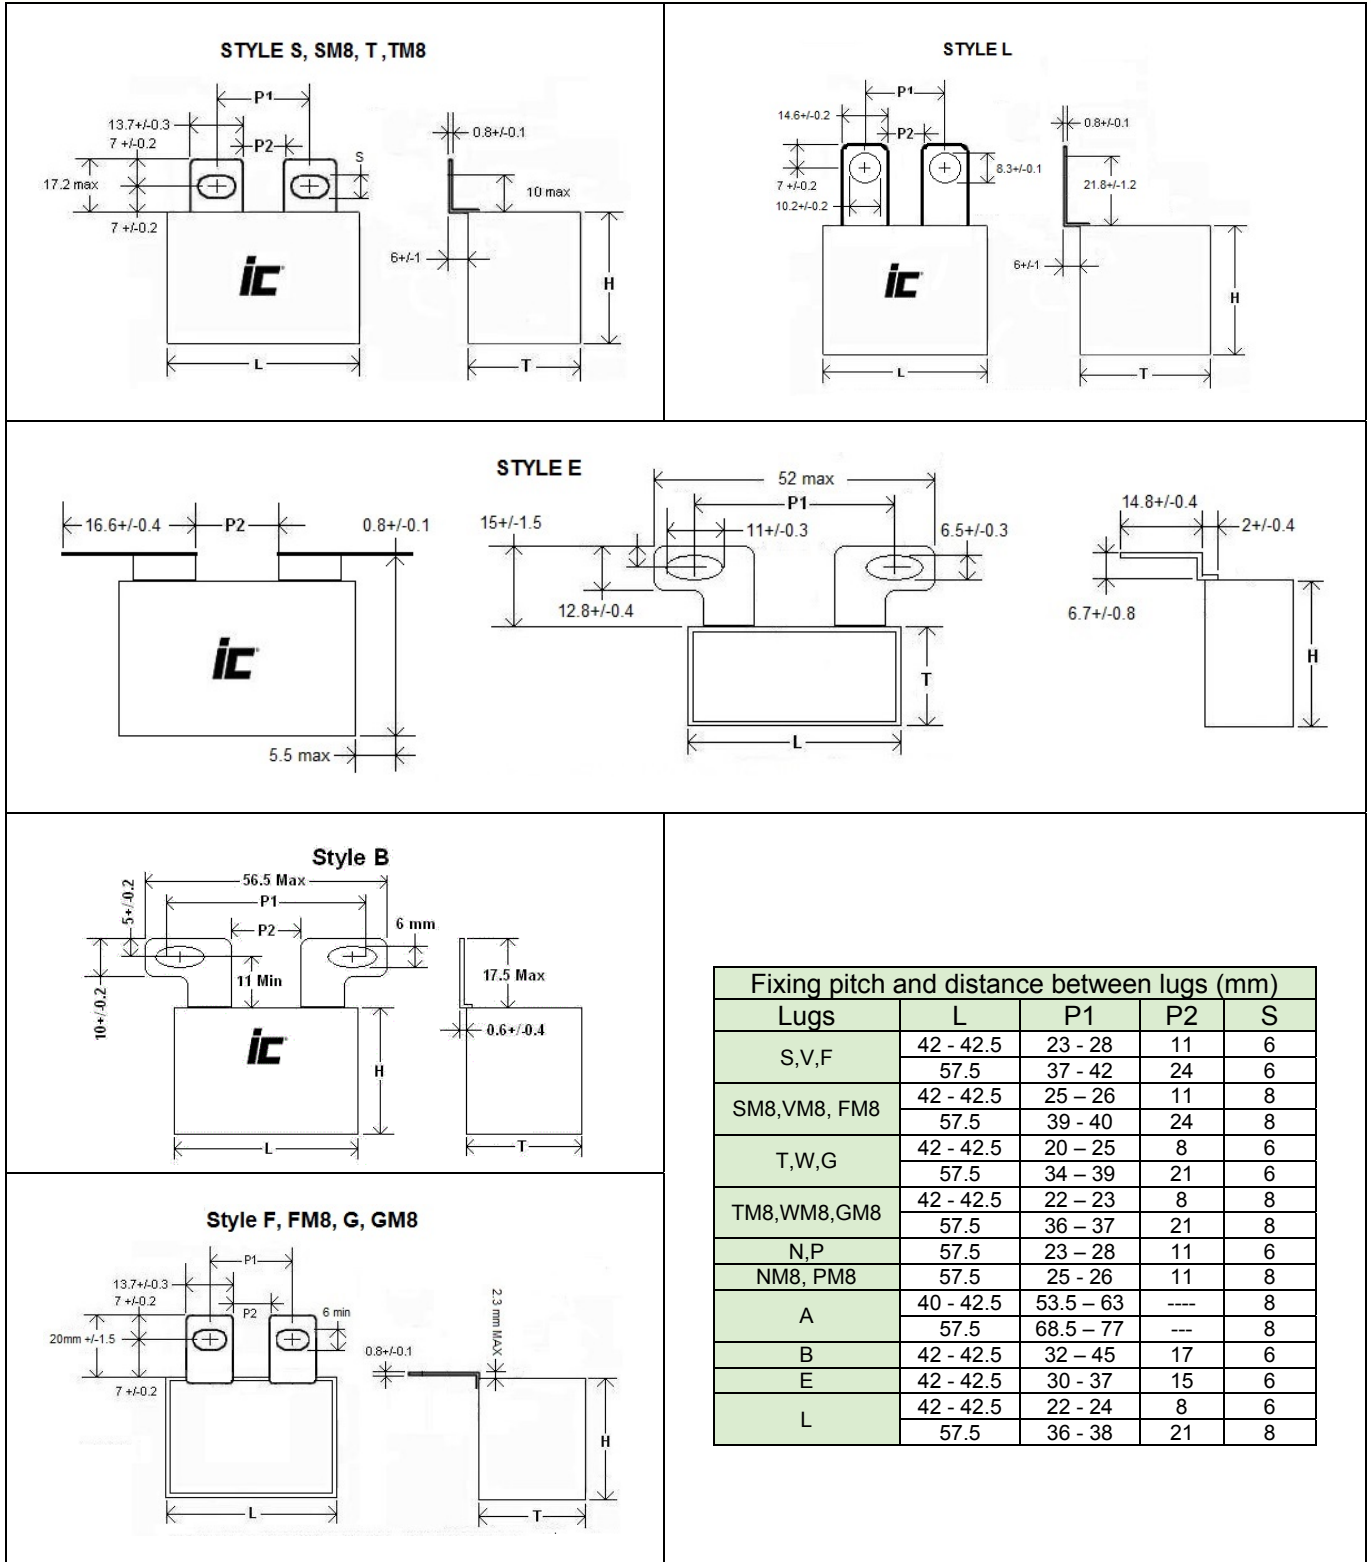 STYLE S, SM8, T ,TM8
P1
13.7+/-0.3
7 +/-0.2
P2
S
17.2 max
7 +/-0.2
0.8+/-0.1
10 max
6+/-1
ic
H
L
T
STYLE L
P1
14.6+/-0.2
P2
0.8+/-0.1
8.3+/-0.1
7 +/-0.2
21.8+/-1.2
10.2+/-0.2
6+/-1
ic
H
L
T
STYLE E
16.6+/-0.4
P2
0.8+/-0.1
ic
5.5 max
52 max
P1
15+/-1.5
11+/-0.3
6.5+/-0.3
12.8+/-0.4
T
L
14.8+/-0.4
2+/-0.4
6.7+/-0.8
H
Style B
56.5 Max
P1
5+/-0.2
P2
6 mm
11 Min
10+/-0.2
17.5 Max
0.6+/-0.4
ic
H
L
T
Style F, FM8, G, GM8
P1
13.7+/-0.3
7 +/-0.2
P2
6 min
20mm +/-1.5
7 +/-0.2
2.3 mm MAX
0.8+/-0.1
H
L
T
Fixing pitch and distance between lugs (mm)
Lugs L P1 P2 S
S,V,F 42 - 42.5 23 - 28 11 6
57.5 37 - 42 24 6
SM8,VM8, FM8 42 - 42.5 25 – 26 11 8
57.5 39 - 40 24 8
T,W,G 42 - 42.5 20 – 25 8 6
57.5 34 – 39 21 6
TM8,WM8,GM8 42 - 42.5 22 – 23 8 8
57.5 36 – 37 21 8
N,P 57.5 23 – 28 11 6
NM8, PM8 57.5 25 - 26 11 8
A 40 - 42.5 53.5 – 63 ---- 8
57.5 68.5 – 77 --- 8
B 42 - 42.5 32 – 45 17 6
E 42 - 42.5 30 - 37 15 6
L 42 - 42.5 22 - 24 8 6
57.5 36 - 38 21 8